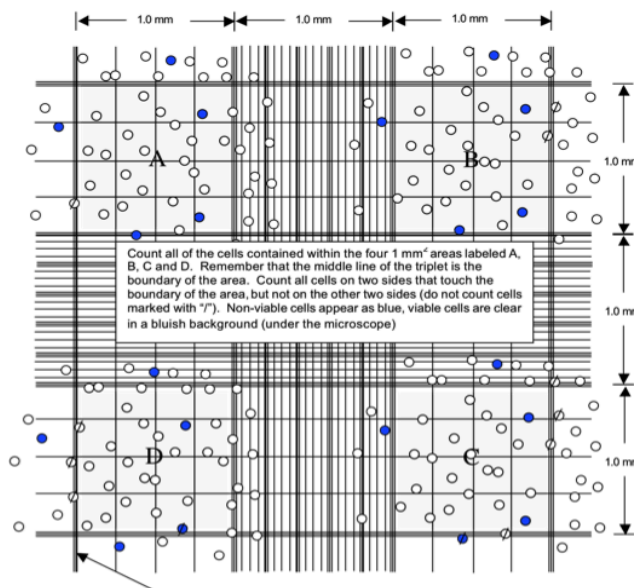 1.0 mm 1.0 mm 1.0 mm
A B
1.0 mm
Count all of the cells contained within the four 1 mm² areas labeled A,
B, C and D. Remember that the middle line of the triplet is the
boundary of the area. Count all cells on two sides that touch the
boundary of the area, but not on the other two sides (do not count cells
marked with “/”). Non-viable cells appear as blue, viable cells are clear
in a bluish background (under the microscope)
1.0 mm
D C
1.0 mm